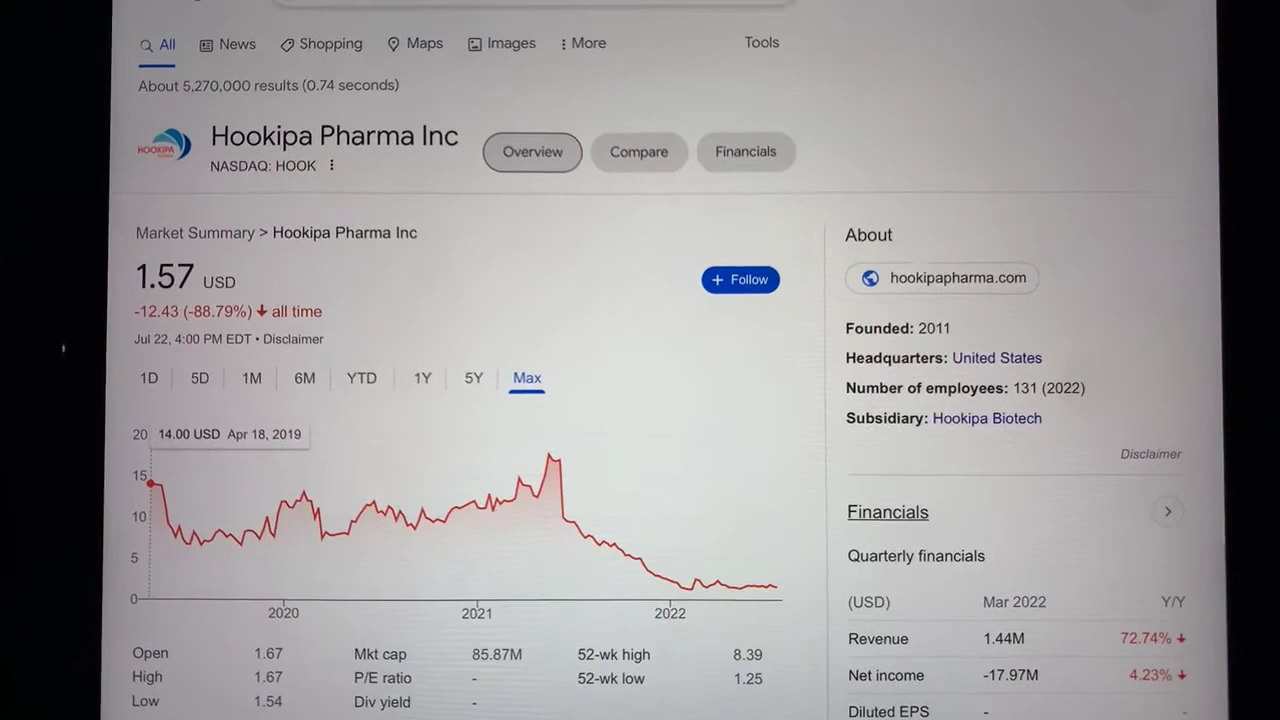 All News Shopping Maps Images More Tools
About 5,270,000 results (0.74 seconds)
HOOKIPA
Hookipa Pharma Inc
NASDAQ: HOOK
Overview Compare Financials
Market Summary > Hookipa Pharma Inc
1.57 USD
+ Follow
-12.43 (-88.79%) all time
Jul 22, 4:00 PM EDT • Disclaimer
1D 5D 1M 6M YTD 1Y 5Y Max
20 14.00 USD Apr 18, 2019
15
10
5
0
2020 2021 2022
Open 1.67 Mkt cap 85.87M 52-wk high 8.39
High 1.67 P/E ratio - 52-wk low 1.25
Low 1.54 Div yield -
About
hookipapharma.com
Founded: 2011
Headquarters: United States
Number of employees: 131 (2022)
Subsidiary: Hookipa Biotech
Disclaimer
Financials
Quarterly financials
(USD) Mar 2022 Y/Y
Revenue 1.44M 72.74%
Net income -17.97M 4.23%
Diluted EPS - -